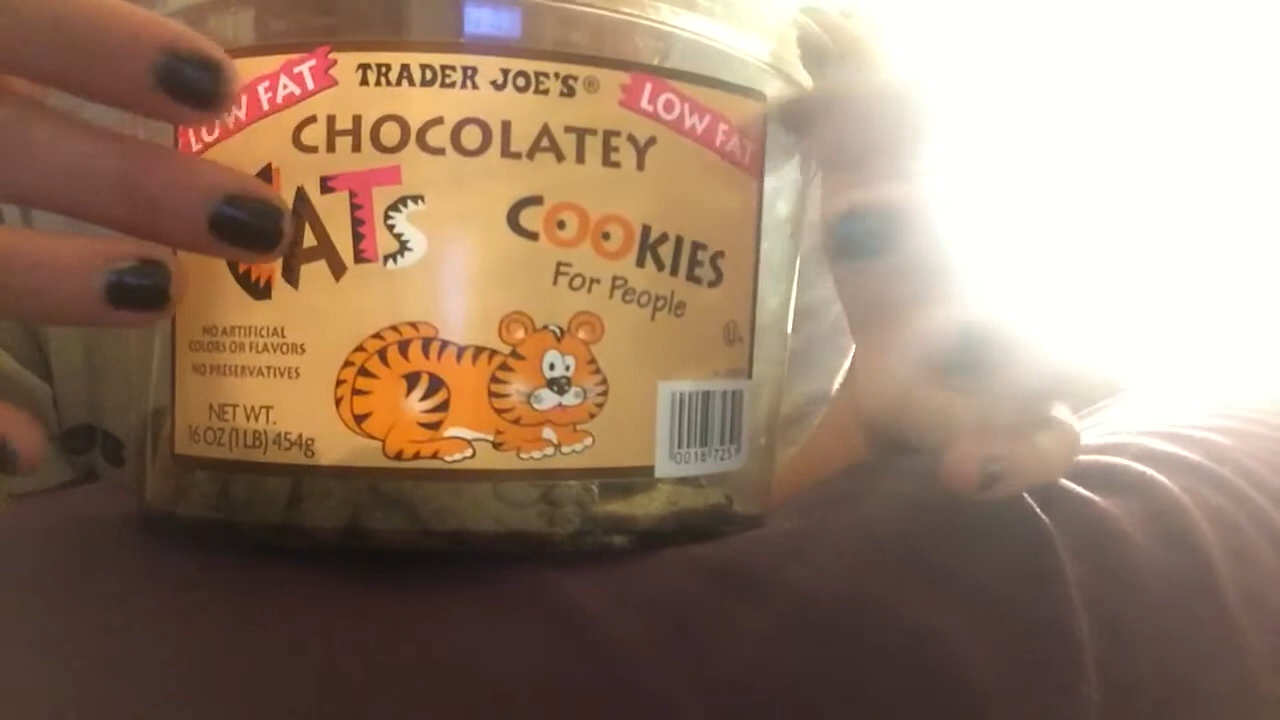 LOW FAT
TRADER JOE'S®
LOW FAT
CHOCOLATEY
CATS
COOKIES
For People
NO ARTIFICIAL
COLORS OR FLAVORS
NO PRESERVATIVES
NET WT.
16 OZ (1 LB) 454g